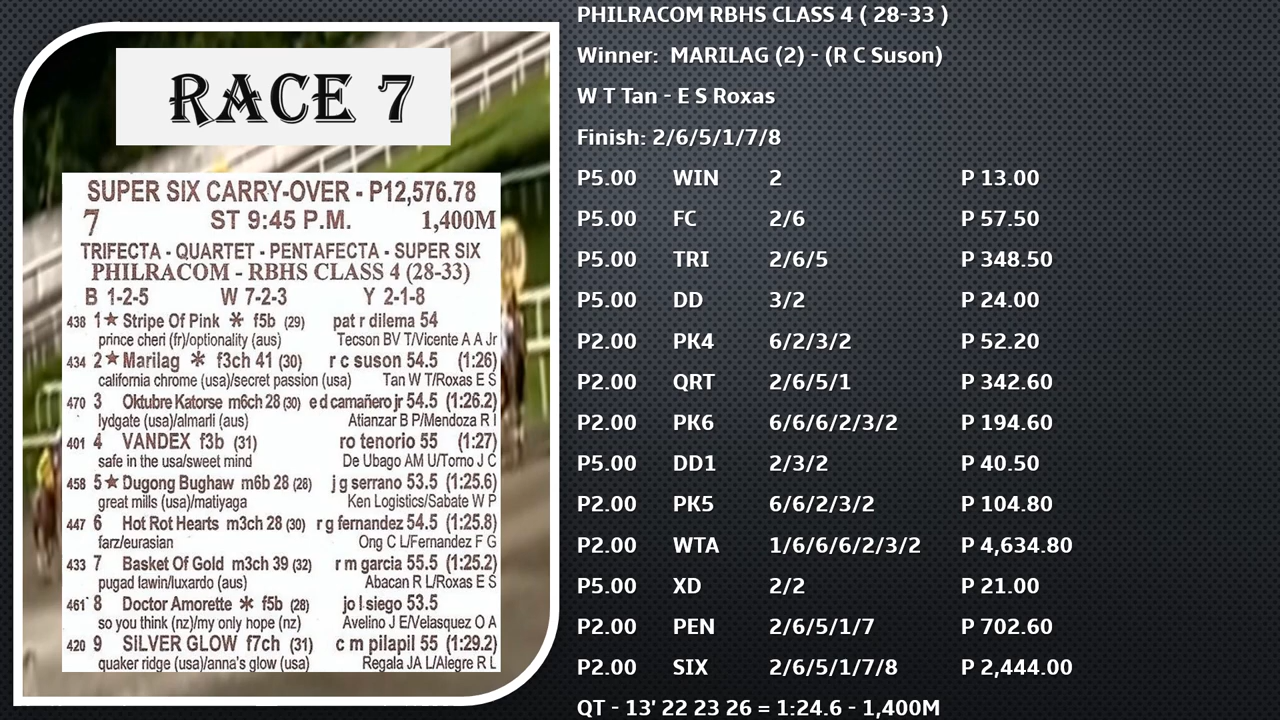 RACE 7
SUPER SIX CARRY-OVER - P12,576.78
7 ST 9:45 P.M. 1,400M
TRIFECTA - QUARTET - PENTAFECTA - SUPER SIX
PHILRACOM - RBHS CLASS 4 (28-33)
B 1-2-5 W 7-2-3 Y 2-1-8
438 1★ Stripe Of Pink * f5b (29) pat r dilema 54
prince cheri (fr)/optionality (aus) Tecson BV T/Vicente A A Jr
434 2★ Marilag * f3ch 41 (30) r c suson 54.5 (1:26)
california chrome (usa)/secret passion (usa) Tan W T/Roxas E S
470 3 Oktubre Katorse m6ch 28 (30) e d camañero jr 54.5 (1:26.2)
lydgate (usa)/almarli (aus) Atianzar B P/Mendoza R I
401 4 VANDEX f3b (31) ro tenorio 55 (1:27)
safe in the usa/sweet mind De Ubago AM U/Torno J C
458 5★ Dugong Bughaw m6b 28 (28) j g serrano 53.5 (1:25.6)
great mills (usa)/matiyaga Ken Logistics/Sabate W P
447 6 Hot Rot Hearts m3ch 28 (30) r g fernandez 54.5 (1:25.8)
farz/eurasian Ong C L/Fernandez F G
433 7 Basket Of Gold m3ch 39 (32) r m garcia 55.5 (1:25.2)
pugad lawin/luxardo (aus) Abacan R L/Roxas E S
461 8 Doctor Amorette * f5b (28) jo l siego 53.5
so you think (nz)/my only hope (nz) Avelino J E/Velasquez O A
420 9 SILVER GLOW f7ch (31) c m pilapil 55 (1:29.2)
quaker ridge (usa)/anna's glow (usa) Regala JA L/Alegre R L
PHILRACOM RBHS CLASS 4 ( 28-33 )
Winner: MARILAG (2) - (R C Suson)
W T Tan - E S Roxas
Finish: 2/6/5/1/7/8
P5.00 WIN 2 P 13.00
P5.00 FC 2/6 P 57.50
P5.00 TRI 2/6/5 P 348.50
P5.00 DD 3/2 P 24.00
P2.00 PK4 6/2/3/2 P 52.20
P2.00 QRT 2/6/5/1 P 342.60
P2.00 PK6 6/6/6/2/3/2 P 194.60
P5.00 DD1 2/3/2 P 40.50
P2.00 PK5 6/6/2/3/2 P 104.80
P2.00 WTA 1/6/6/6/2/3/2 P 4,634.80
P5.00 XD 2/2 P 21.00
P2.00 PEN 2/6/5/1/7 P 702.60
P2.00 SIX 2/6/5/1/7/8 P 2,444.00
QT - 13' 22 23 26 = 1:24.6 - 1,400M